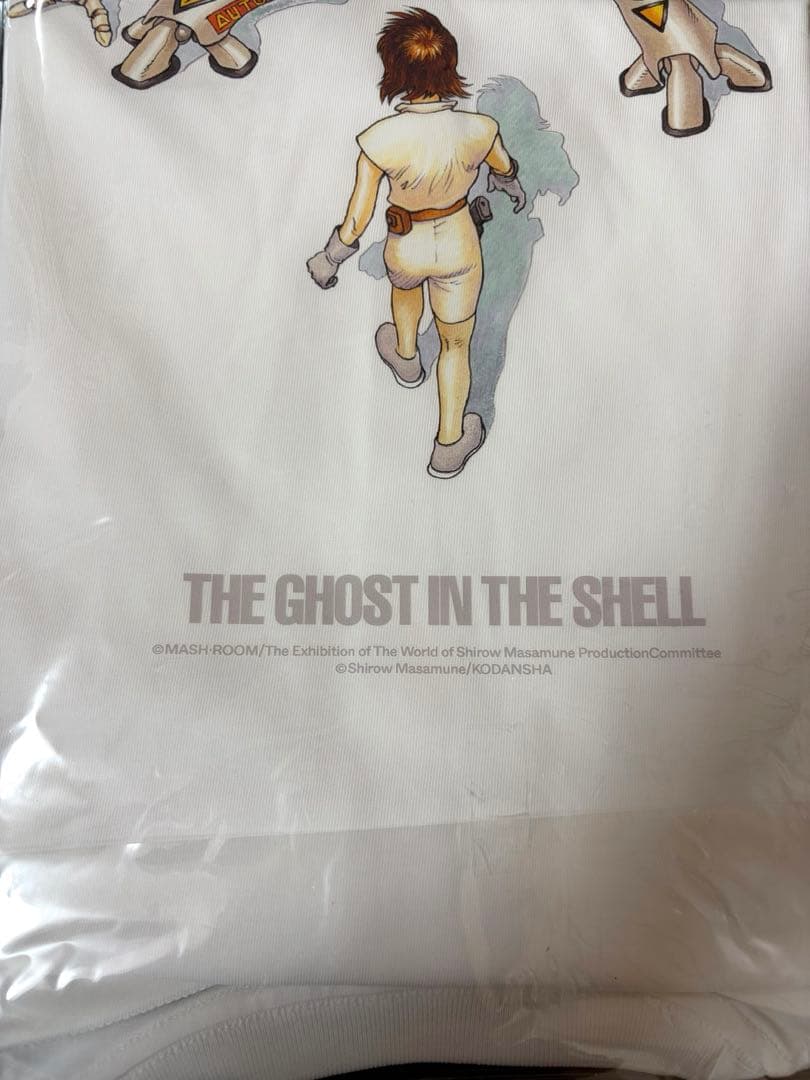 AUTO
THE GHOST IN THE SHELL
©MASH·ROOM/The Exhibition of The World of Shirow Masamune ProductionCommittee
©Shirow Masamune/KODANSHA